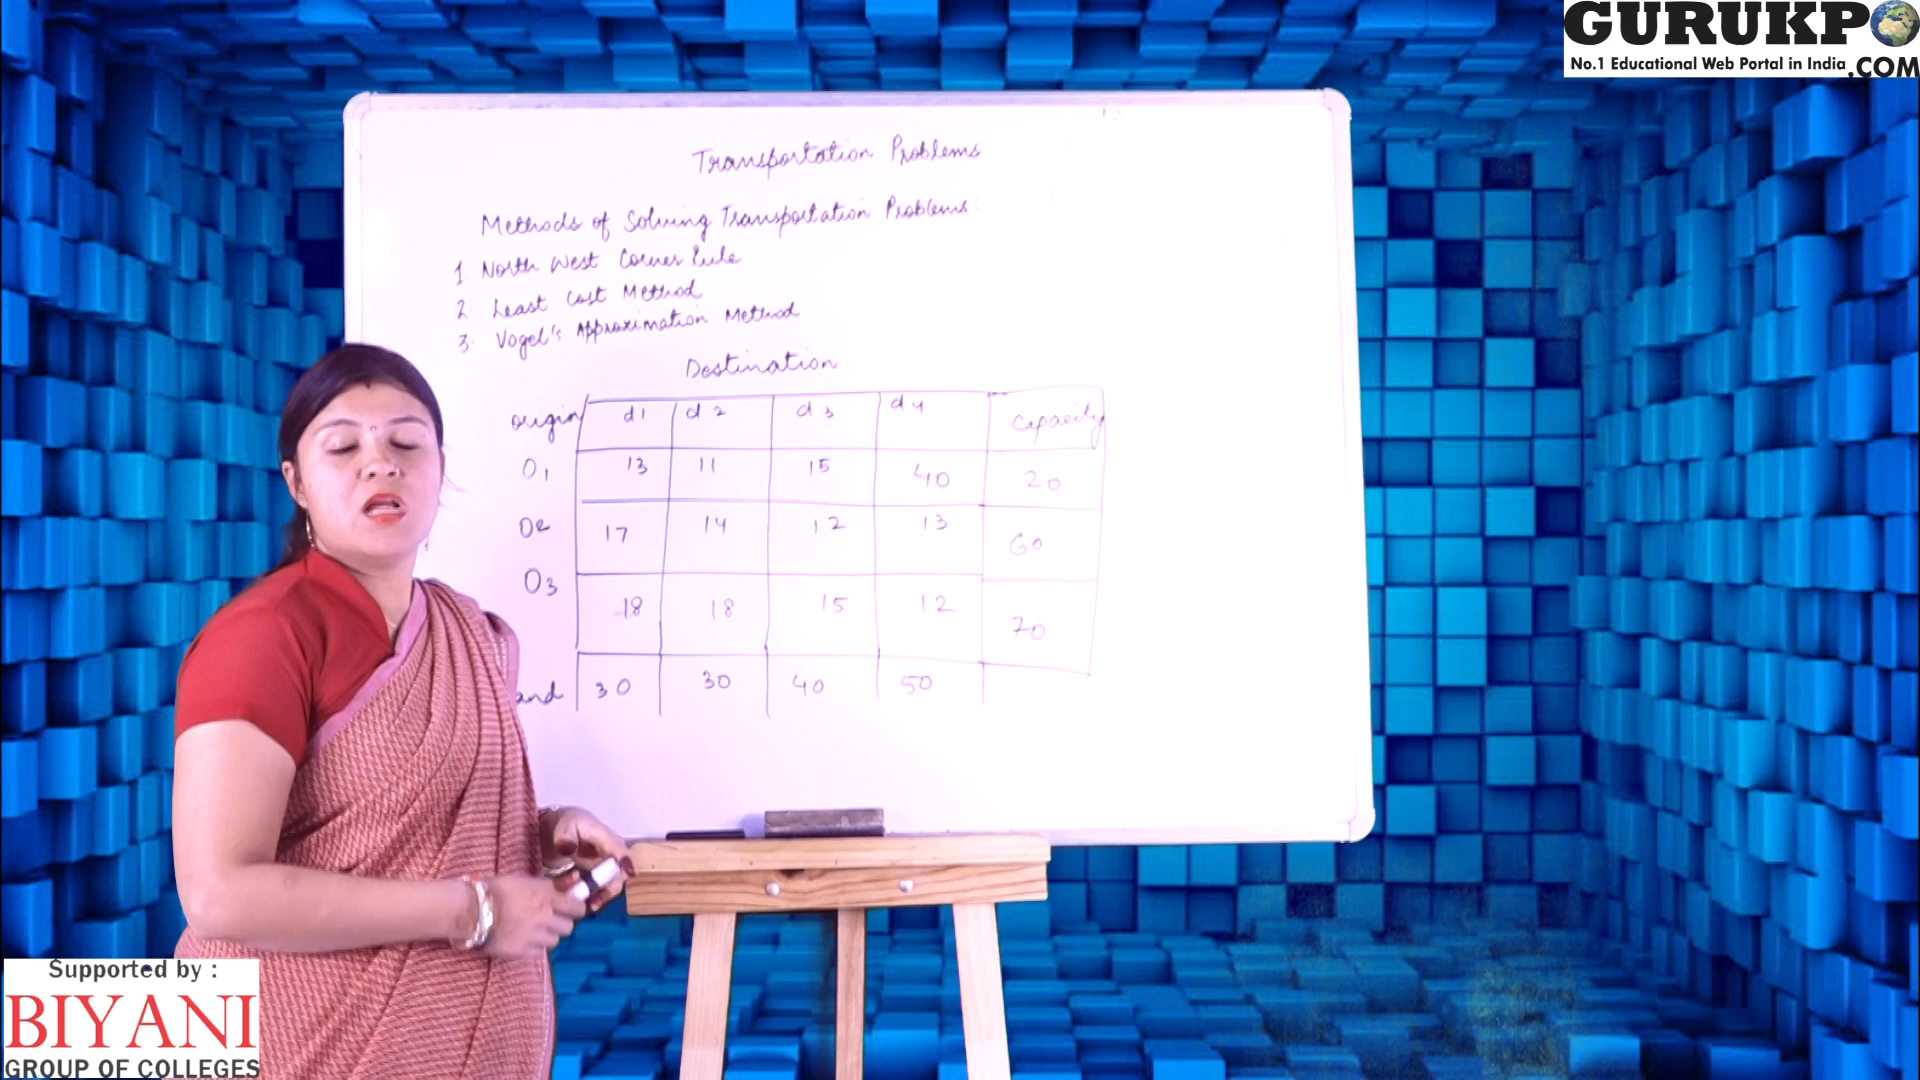 GURUKPO
No.1 Educational Web Portal in India .COM
Transportation Problems
Methods of Solving Transportation Problems:
1. North West Corner Rule
2. Least Cost Method
3. Vogel's Approximation Method
Destination
origin d1 d2 d3 d4 capacity
O1 13 11 15 40 20
O2 17 14 12 13 60
O3 18 18 15 12 70
and 30 30 40 50
Supported by :
BIYANI
GROUP OF COLLEGES